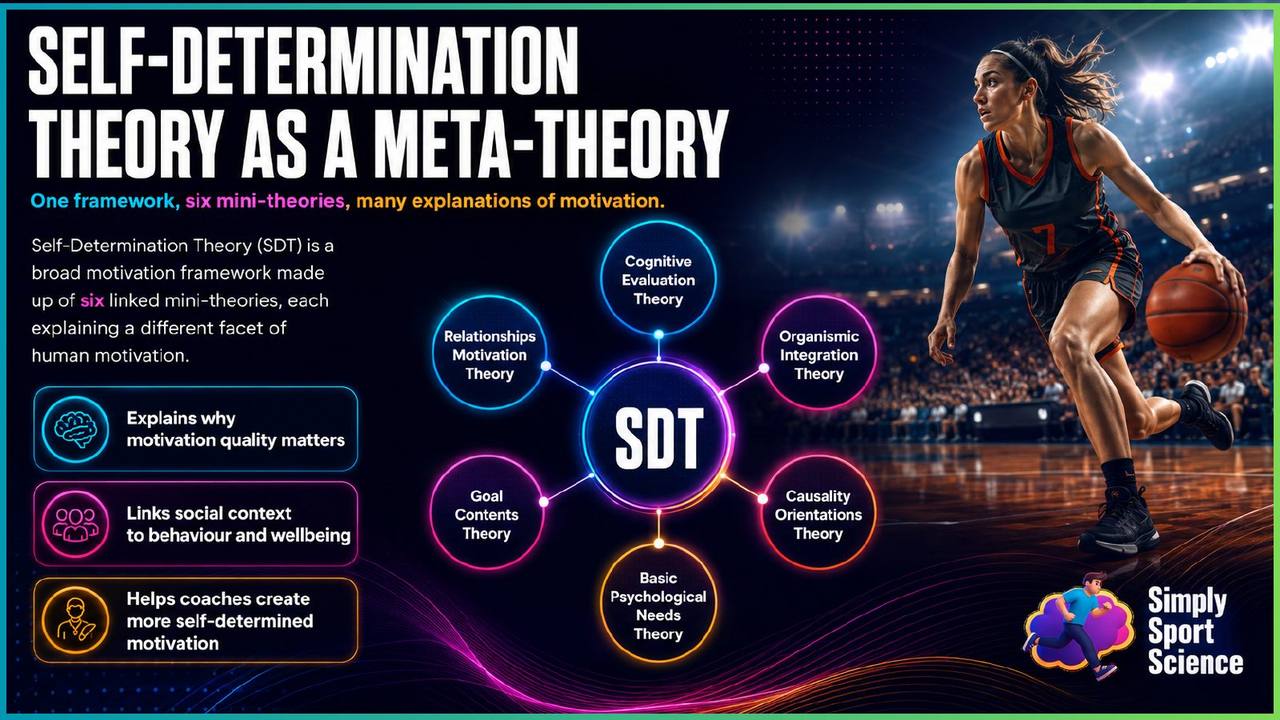 SELF-DETERMINATION
THEORY AS A META-THEORY
One framework, six mini-theories, many explanations of motivation.
Self-Determination Theory (SDT) is a
broad motivation framework made
up of six linked mini-theories, each
explaining a different facet of
human motivation.
Explains why
motivation quality matters
Links social context
to behaviour and wellbeing
Helps coaches create
more self-determined
motivation
Cognitive
Evaluation
Theory
Organismic
Integration
Theory
Causality
Orientations
Theory
Basic
Psychological
Needs
Theory
Goal
Contents
Theory
Relationships
Motivation
Theory
SDT
7
Simply
Sport
Science